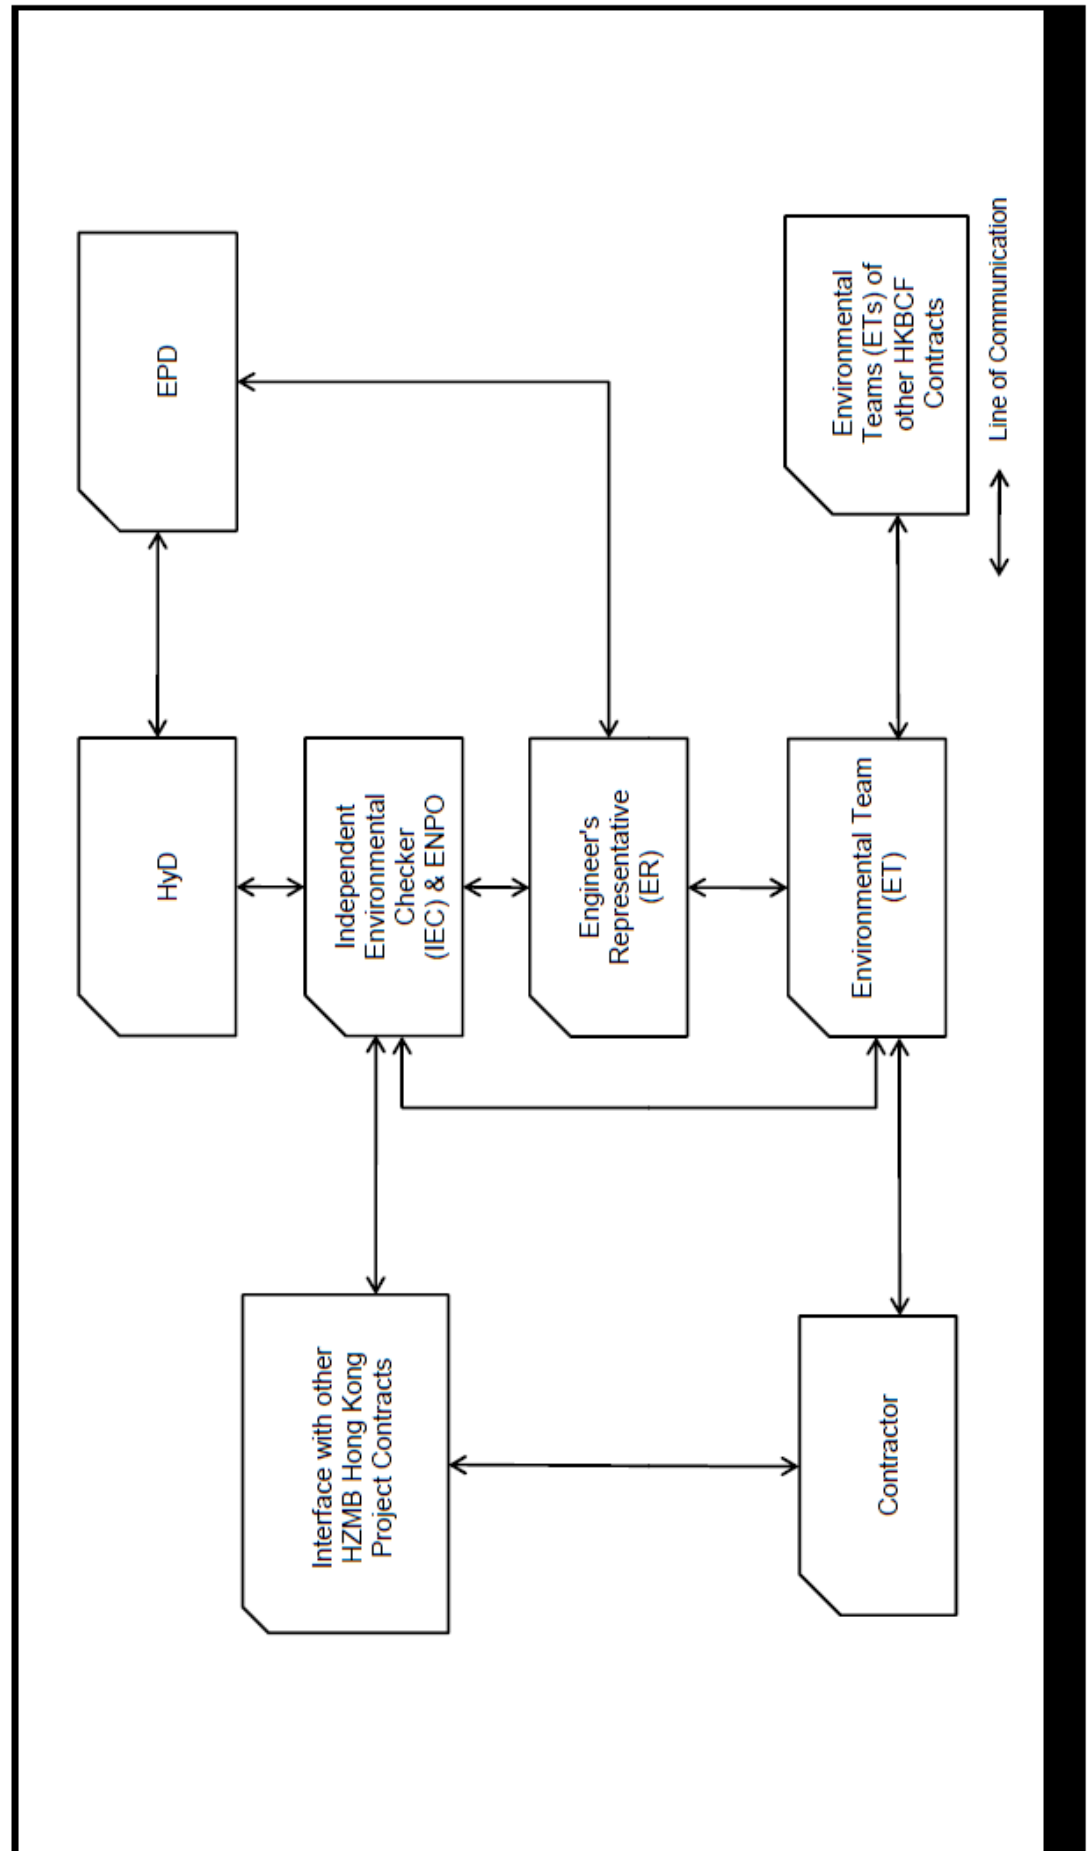 HyD
EPD
Interface with other
HZMB Hong Kong
Project Contracts
Independent
Environmental
Checker
(IEC) & ENPO
Engineer's
Representative
(ER)
Contractor
Environmental Team
(ET)
Environmental
Teams (ETs) of
other HKBCF
Contracts
Line of Communication